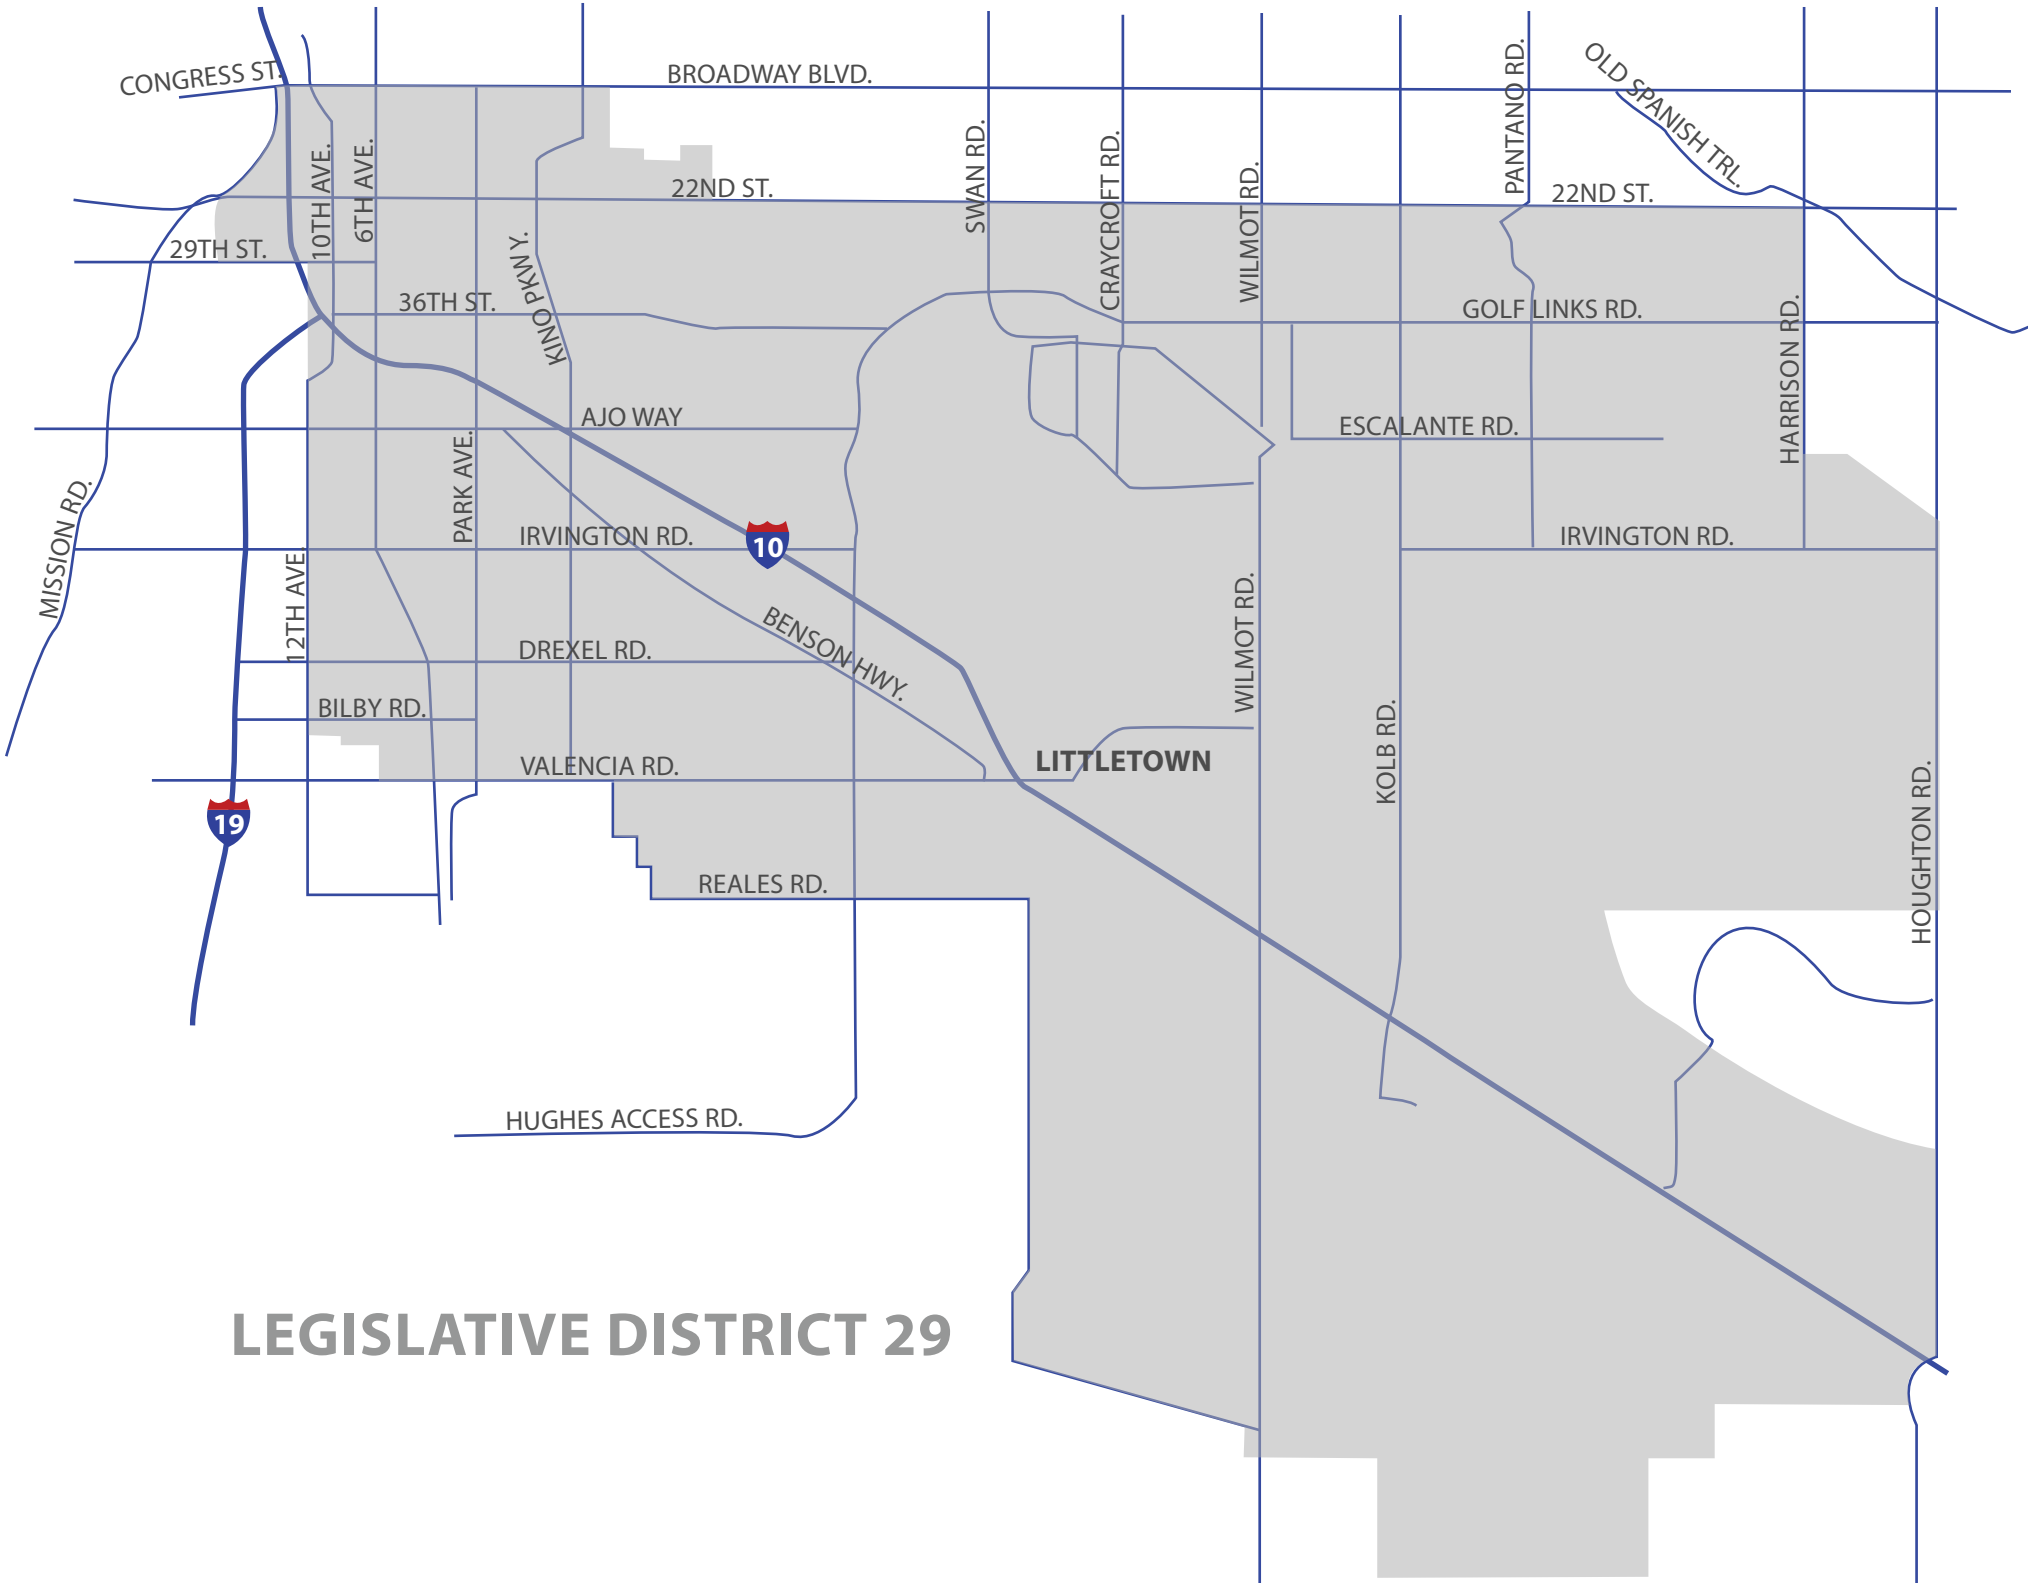 CONGRESS ST.
BROADWAY BLVD.
PANTANO RD.
OLD SPANISH TRL.
10TH AVE.
6TH AVE.
SWAN RD.
CRAYCROFT RD.
WILMOT RD.
22ND ST.
22ND ST.
29TH ST.
KINO PKWY.
36TH ST.
GOLF LINKS RD.
HARRISON RD.
AJO WAY
ESCALANTE RD.
PARK AVE.
MISSION RD.
IRVINGTON RD.
10
IRVINGTON RD.
12TH AVE.
WILMOT RD.
BENSON HWY.
DREXEL RD.
BILBY RD.
KOLB RD.
VALENCIA RD.
LITTLETOWN
HOUGHTON RD.
19
REALES RD.
HUGHES ACCESS RD.
LEGISLATIVE DISTRICT 29